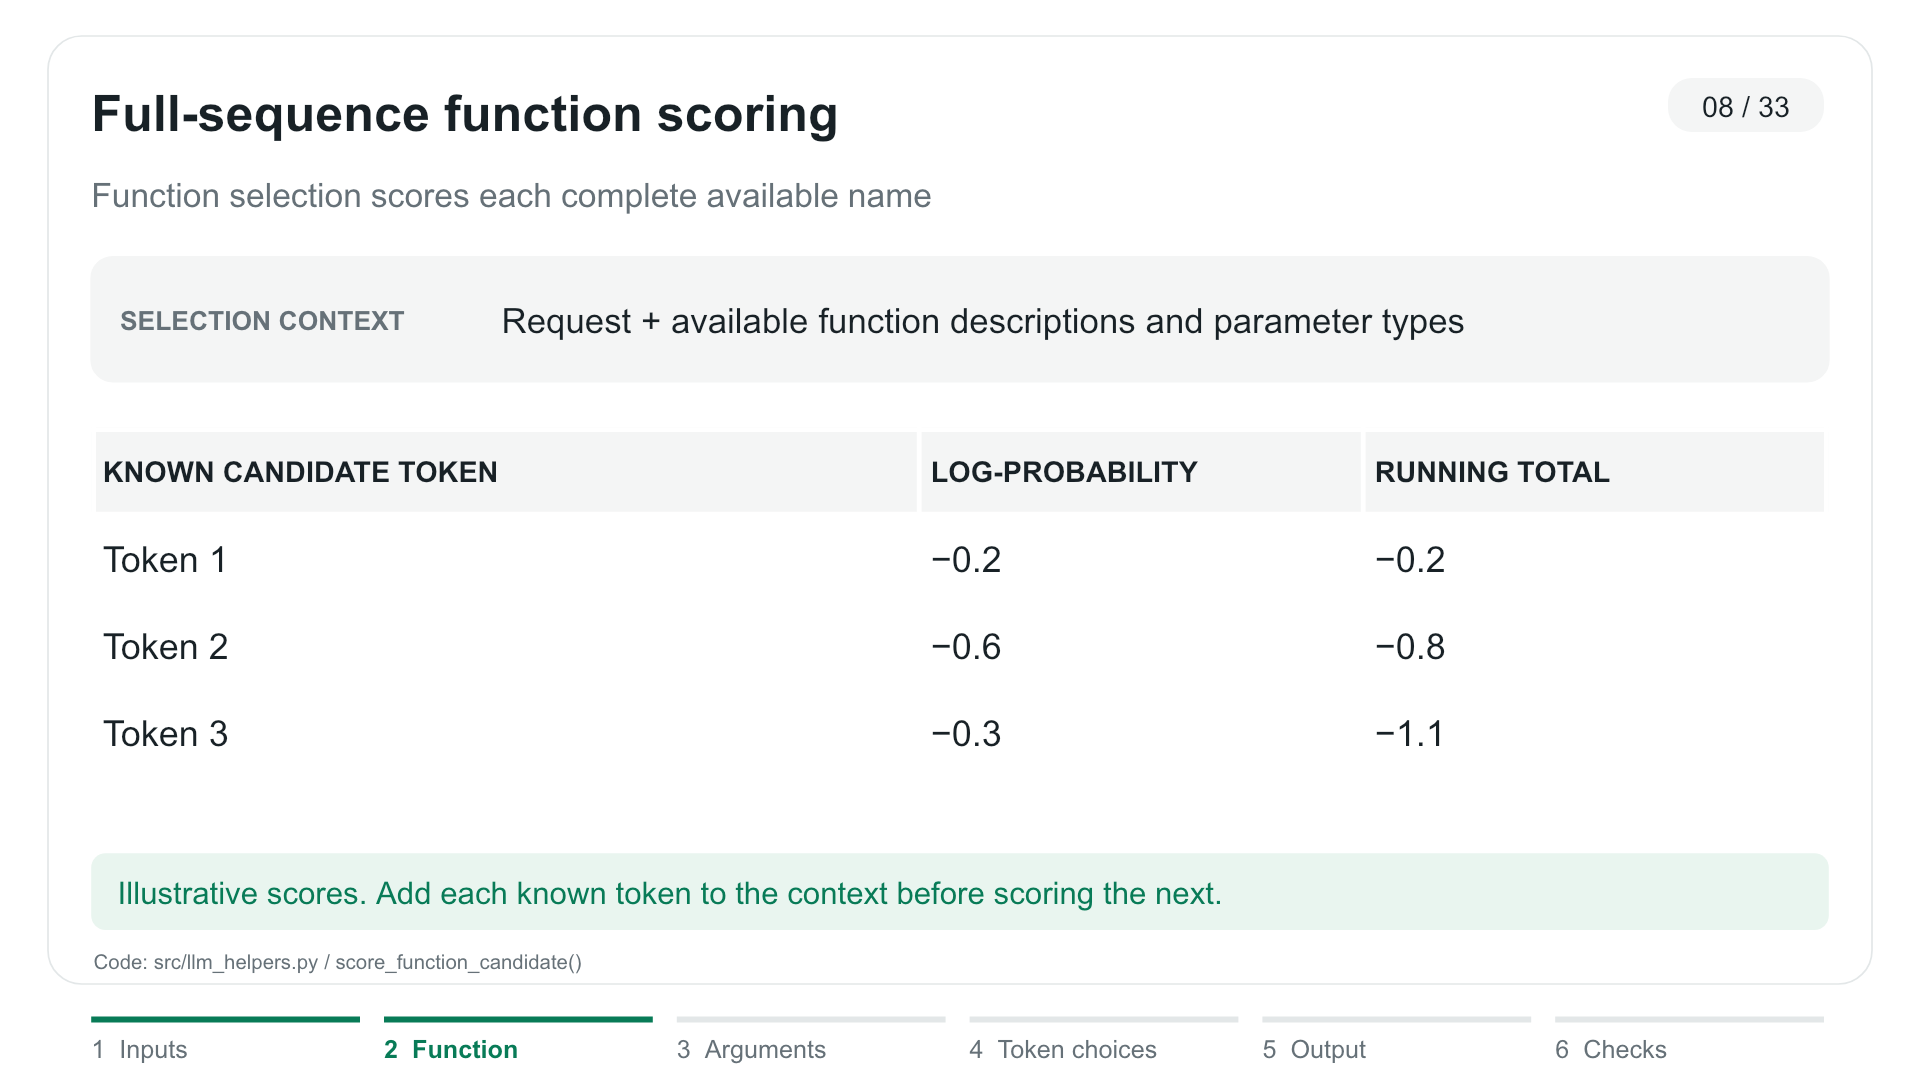 Full-sequence function scoring
08 / 33
Function selection scores each complete available name
SELECTION CONTEXT Request + available function descriptions and parameter types
KNOWN CANDIDATE TOKEN LOG-PROBABILITY RUNNING TOTAL
Token 1 −0.2 −0.2
Token 2 −0.6 −0.8
Token 3 −0.3 −1.1
Illustrative scores. Add each known token to the context before scoring the next.
Code: src/llm_helpers.py / score_function_candidate()
1 Inputs 2 Function 3 Arguments 4 Token choices 5 Output 6 Checks